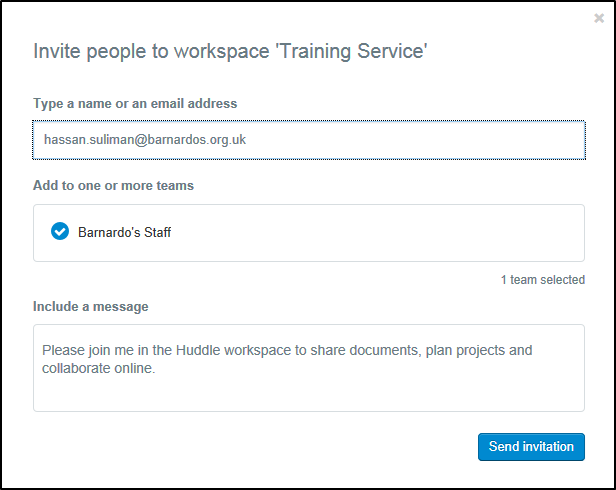 Invite people to workspace 'Training Service'
Type a name or an email address
hassan.suliman@barnardos.org.uk
Add to one or more teams
Barnardo's Staff
1 team selected
Include a message
Please join me in the Huddle workspace to share documents, plan projects and
collaborate online.
Send invitation